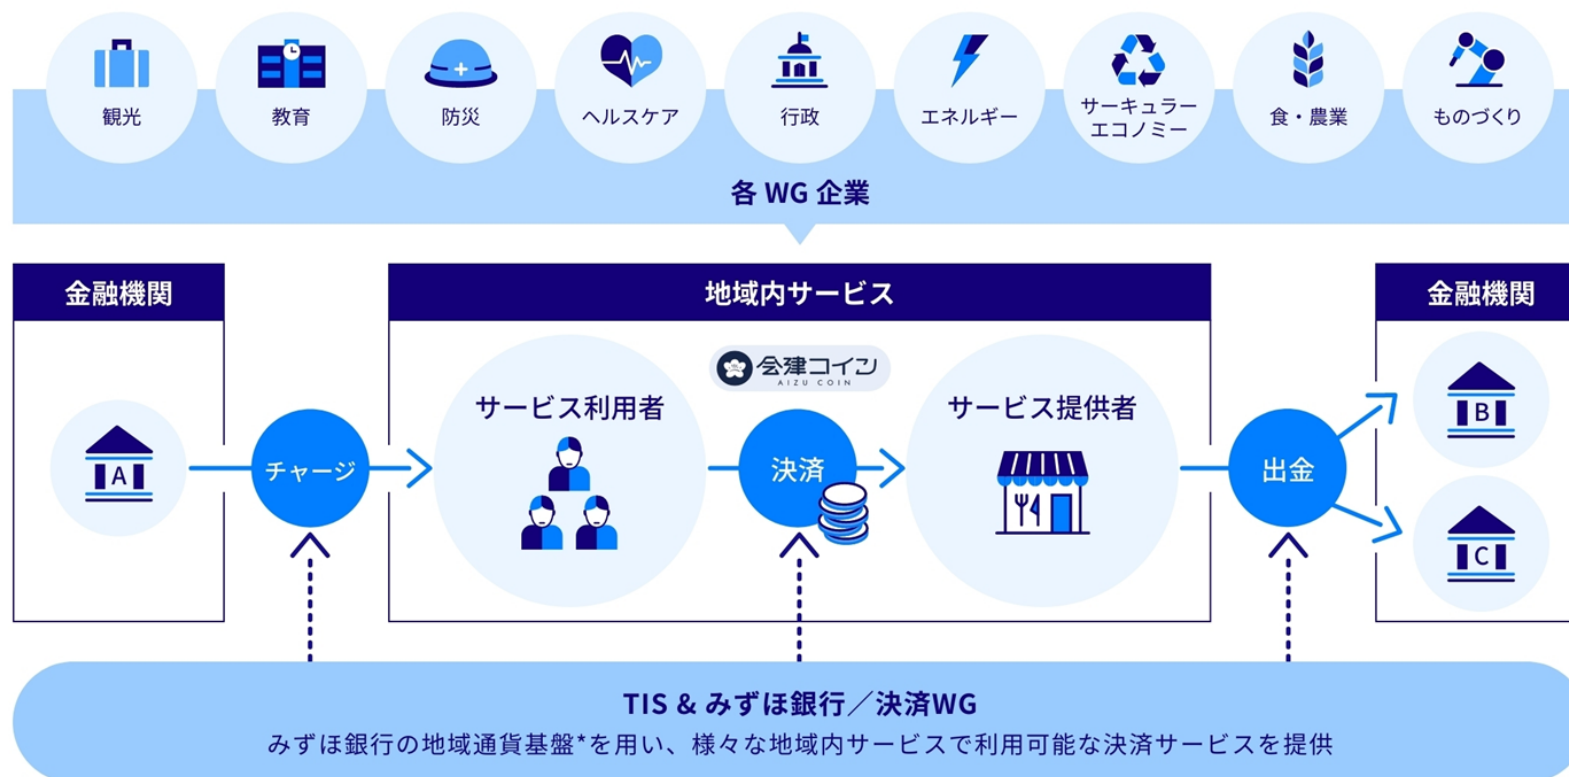 観光
教育
防災
ヘルスケア
行政
エネルギー
サーキュラー
エコノミー
食・農業
ものづくり
各 WG 企業
金融機関
地域内サービス
金融機関
会津コイン
AIZU COIN
サービス利用者
サービス提供者
A
チャージ
決済
出金
B
C
TIS & みずほ銀行／決済WG
みずほ銀行の地域通貨基盤*を用い、様々な地域内サービスで利用可能な決済サービスを提供